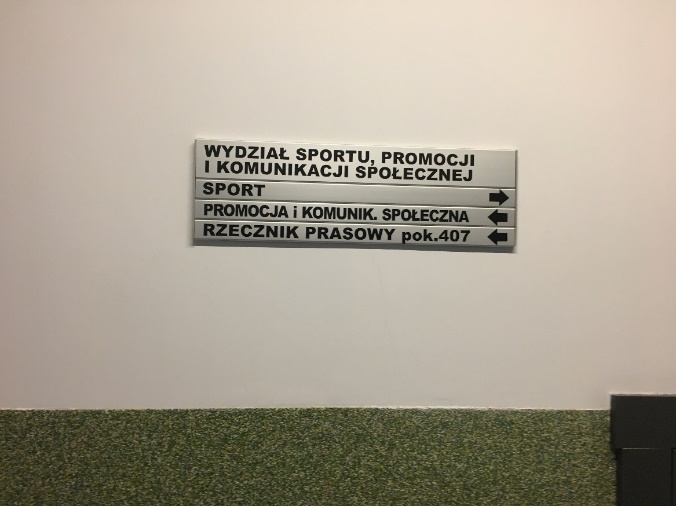 WYDZIAŁ SPORTU, PROMOCJI
I KOMUNIKACJI SPOŁECZNEJ
SPORT
PROMOCJA i KOMUNIK. SPOŁECZNA
RZECZNIK PRASOWY pok.407